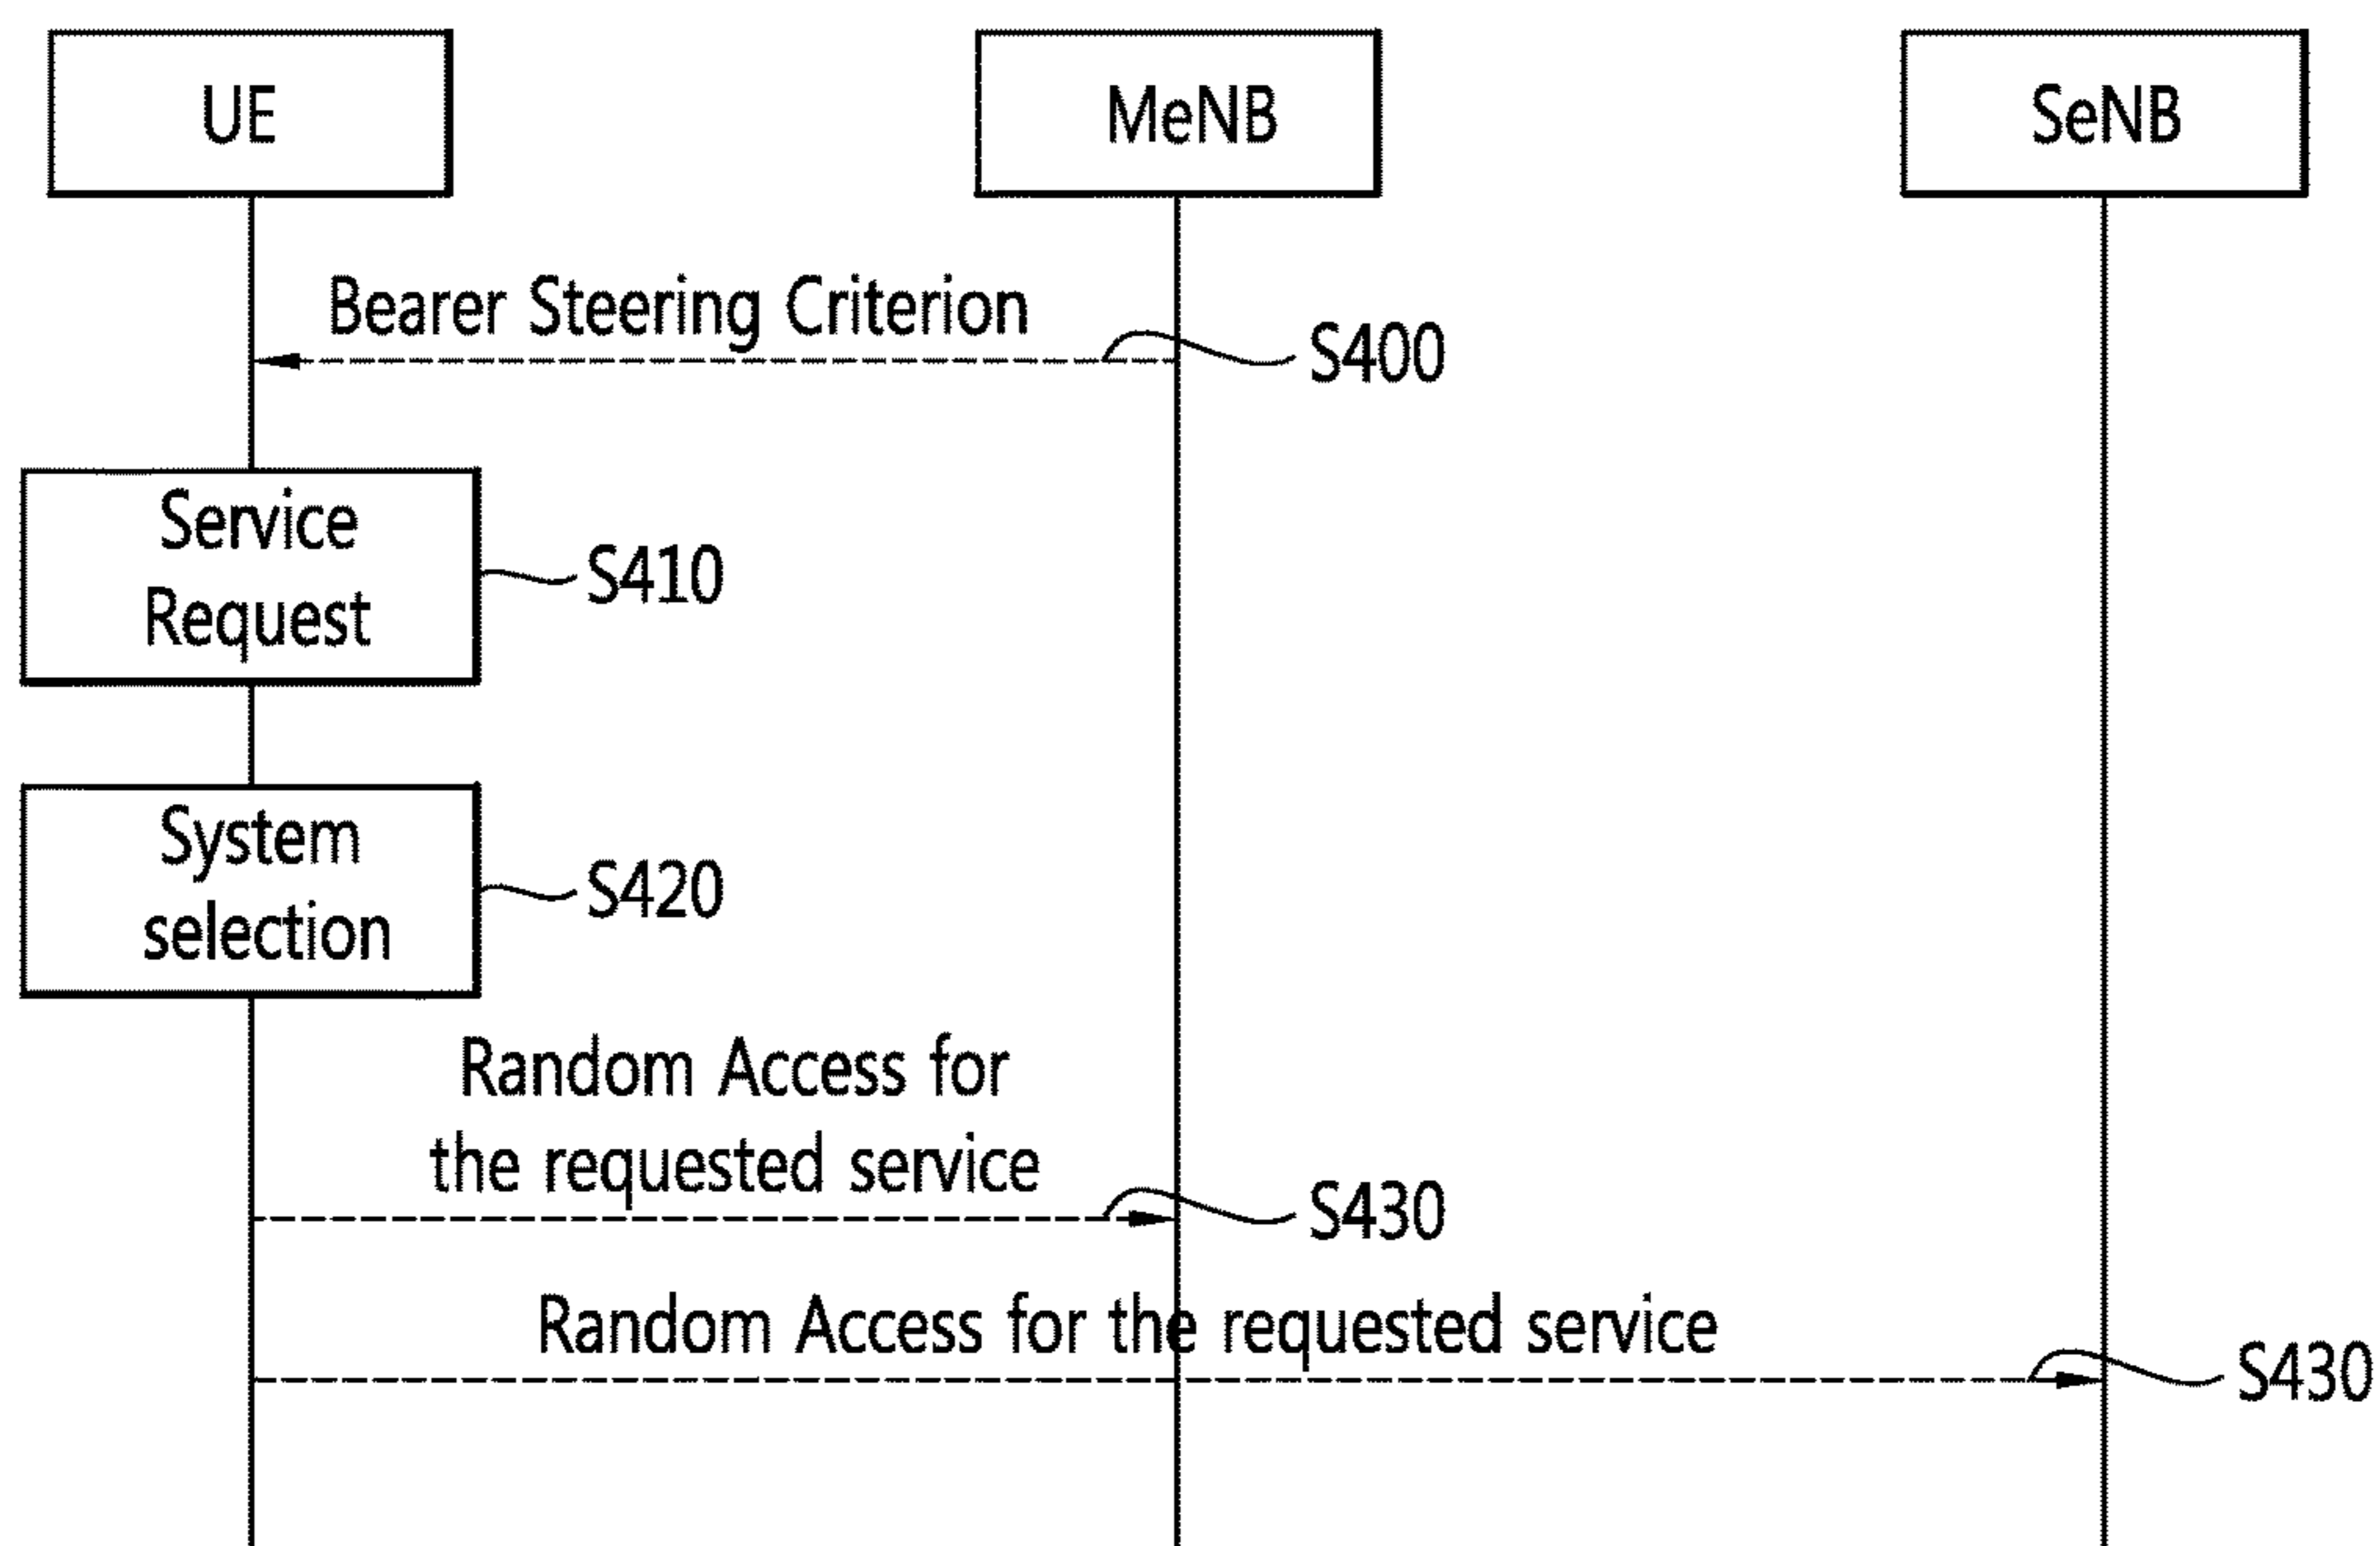 UE
MeNB
SeNB
Bearer Steering Criterion
S400
Service
Request
S410
System
selection
S420
Random Access for
the requested service
S430
Random Access for the requested service
S430